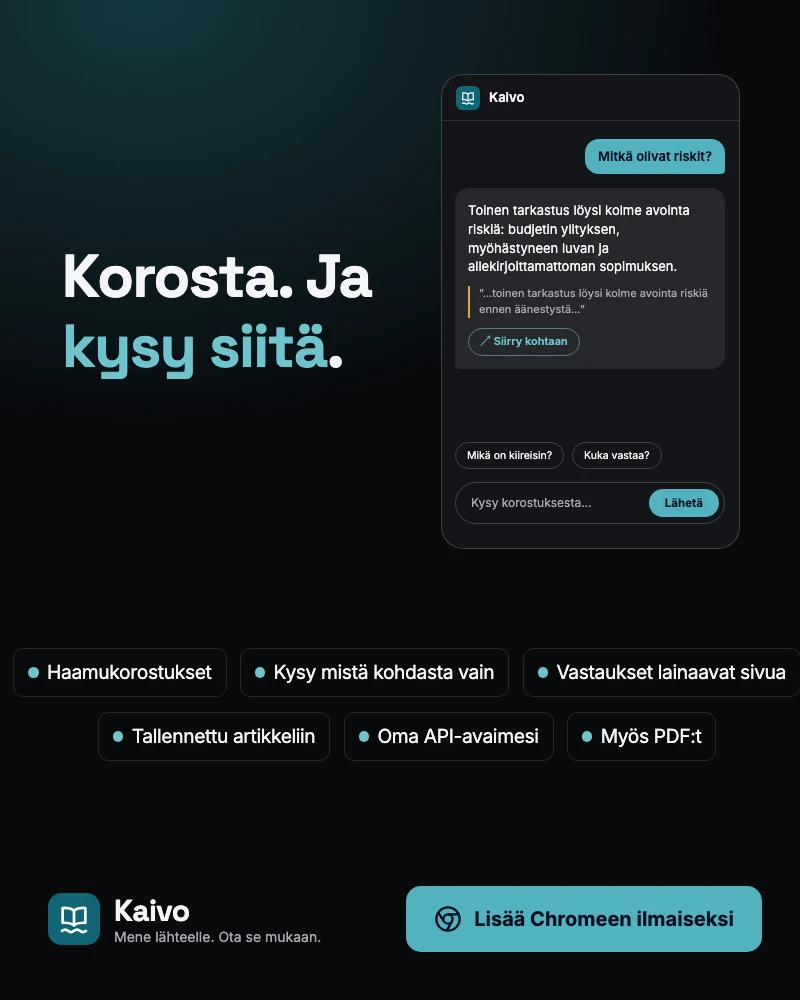 Korosta. Ja
kysy siitä.
Kaivo
Mitkä olivat riskit?
Toinen tarkastus löysi kolme avointa
riskiä: budjetin ylityksen,
myöhästyneen luvan ja
allekirjoittamattoman sopimuksen.
"…toinen tarkastus löysi kolme avointa riskiä
ennen äänestystä…"
↗ Siirry kohtaan
Mikä on kiireisin?
Kuka vastaa?
Kysy korostuksesta…
Lähetä
Haamukorostukset
Kysy mistä kohdasta vain
Vastaukset lainaavat sivua
Tallennettu artikkeliin
Oma API-avaimesi
Myös PDF:t
Kaivo
Mene lähteelle. Ota se mukaan.
Lisää Chromeen ilmaiseksi